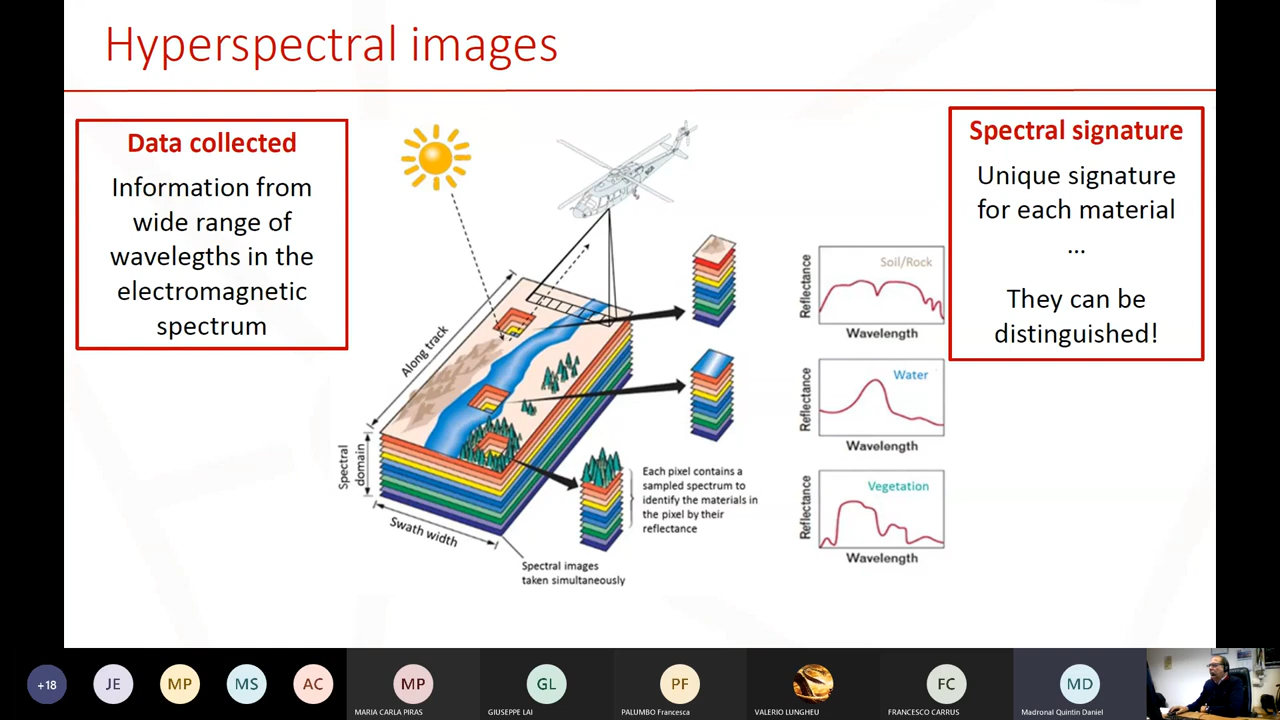 Hyperspectral images
Data collected
Information from
wide range of
wavelegths in the
electromagnetic
spectrum
Spectral signature
Unique signature
for each material
...
They can be
distinguished!
Along track
Spectral
domain
Swath width
Spectral images
taken simultaneously
Each pixel contains a
sampled spectrum to
identify the materials in
the pixel by their
reflectance
Reflectance
Soil/Rock
Wavelength
Reflectance
Water
Wavelength
Reflectance
Vegetation
Wavelength
+18
JE
MP
MS
AC
MP
MARIA CARLA PIRAS
GL
GIUSEPPE LAI
PF
PALUMBO Francesca
VALERIO LUNGHEU
FC
FRANCESCO CARRUS
MD
Madronal Quintin Daniel